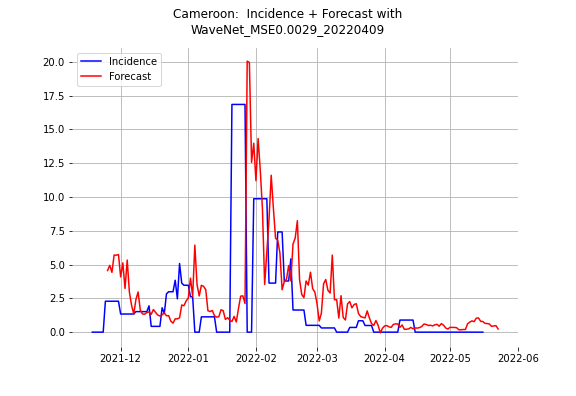 Cameroon:  Incidence + Forecast with
WaveNet_MSE0.0029_20220409
Incidence
Forecast
20.0
17.5
15.0
12.5
10.0
7.5
5.0
2.5
0.0
2021-12 2022-01 2022-02 2022-03 2022-04 2022-05 2022-06